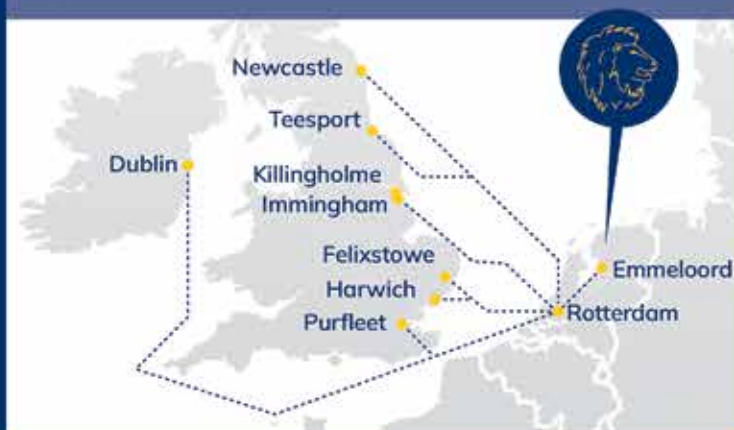 Newcastle
Teesport
Dublin
Killingholme
Immingham
Felixstowe
Emmeloord
Harwich
Rotterdam
Purfleet